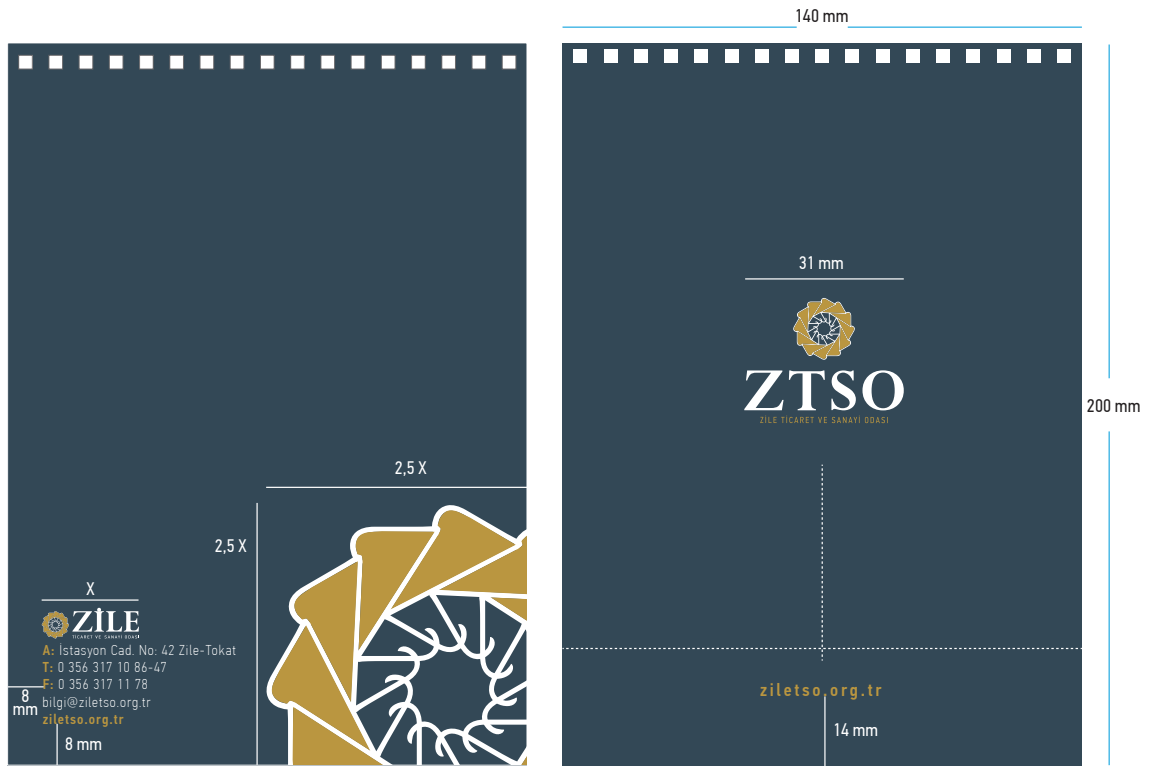 140 mm
31 mm
ZTSO
ZİLE TİCARET VE SANAYİ ODASI
200 mm
2,5 X
2,5 X
X
ZİLE
TİCARET VE SANAYİ ODASI
A: İstasyon Cad. No: 42 Zile-Tokat
T: 0 356 317 10 86-47
F: 0 356 317 11 78
bilgi@ziletso.org.tr
ziletso.org.tr
8
mm
8 mm
ziletso.org.tr
14 mm